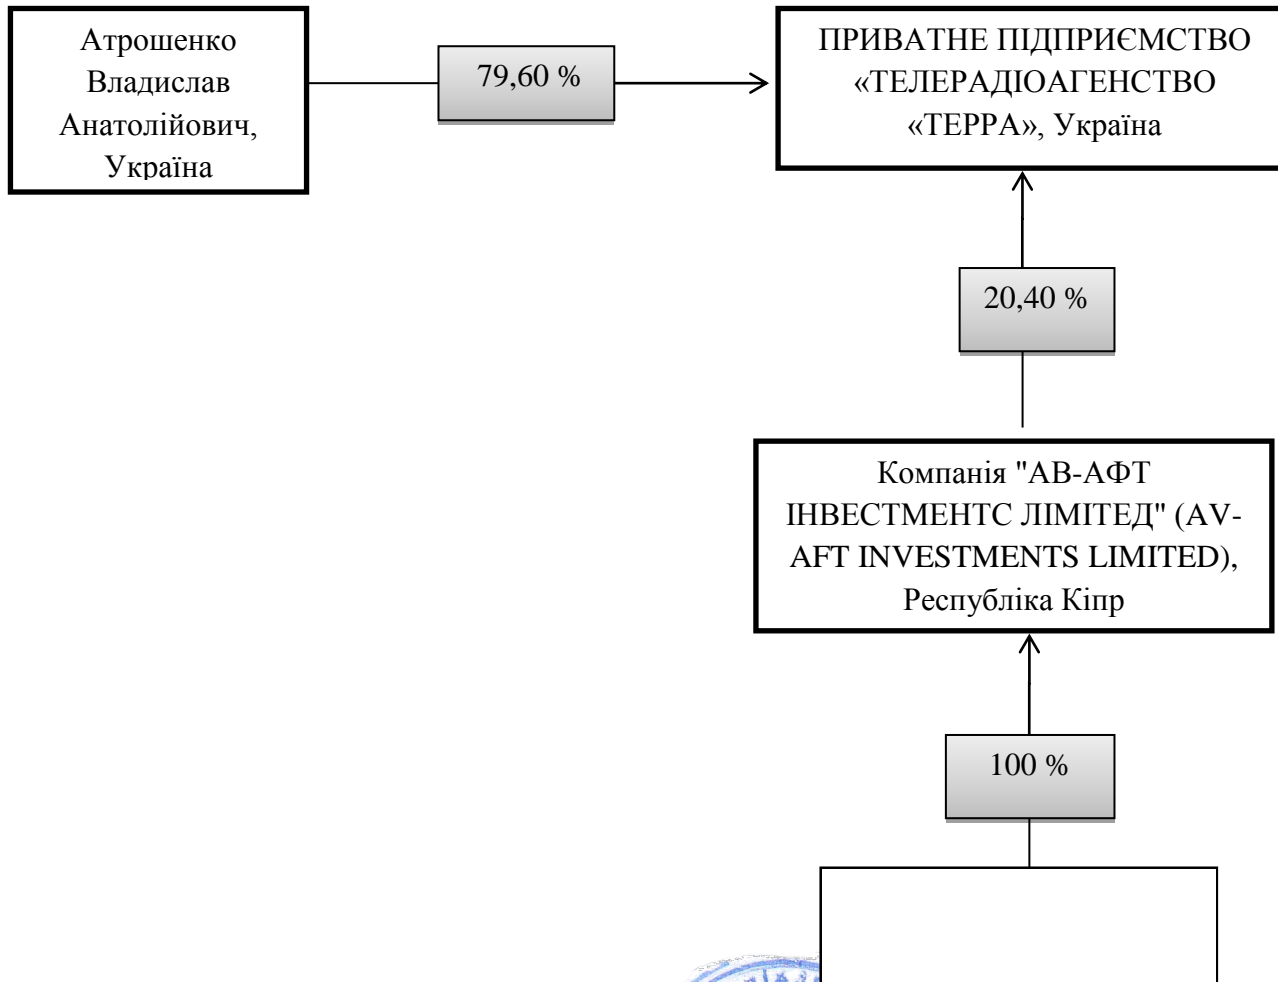 Атрошенко
Владислав
Анатолійович,
Україна
79,60 %
ПРИВАТНЕ ПІДПРИЄМСТВО
«ТЕЛЕРАДІОАГЕНСТВО
«ТЕРРА», Україна
20,40 %
Компанія "АВ-АФТ
ІНВЕСТМЕНТС ЛІМІТЕД" (AV-
AFT INVESTMENTS LIMITED),
Республіка Кіпр
100 %